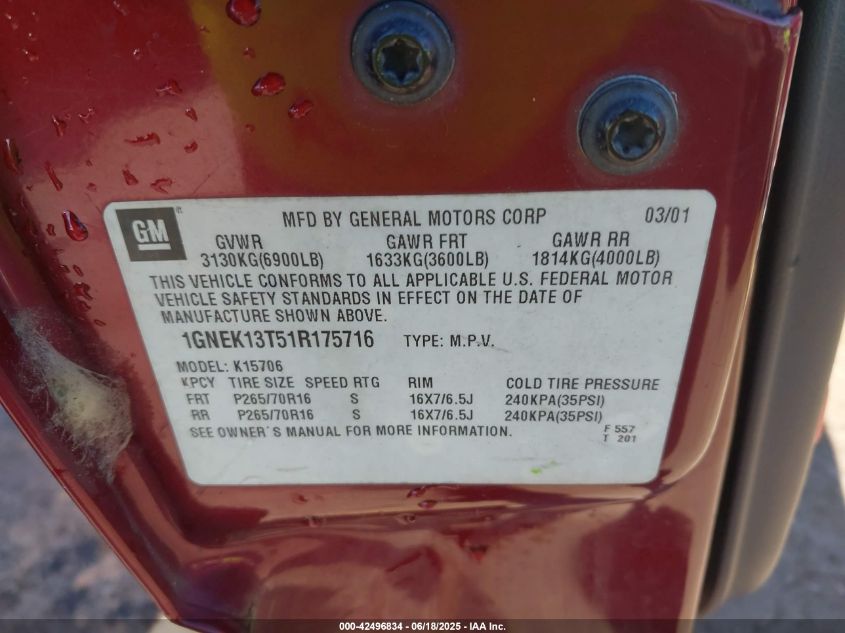 GM
MFD BY GENERAL MOTORS CORP 03/01
GVWR GAWR FRT GAWR RR
3130KG(6900LB) 1633KG(3600LB) 1814KG(4000LB)
THIS VEHICLE CONFORMS TO ALL APPLICABLE U.S. FEDERAL MOTOR
VEHICLE SAFETY STANDARDS IN EFFECT ON THE DATE OF
MANUFACTURE SHOWN ABOVE.
1GNEK13T51R175716 TYPE: M.P.V.
MODEL: K15706
KPCY TIRE SIZE SPEED RTG RIM COLD TIRE PRESSURE
FRT P265/70R16 S 16X7/6.5J 240KPA(35PSI)
RR P265/70R16 S 16X7/6.5J 240KPA(35PSI)
SEE OWNER'S MANUAL FOR MORE INFORMATION. F 557
T 201
000-42496834 / 06/18/2025 - IAA Inc.